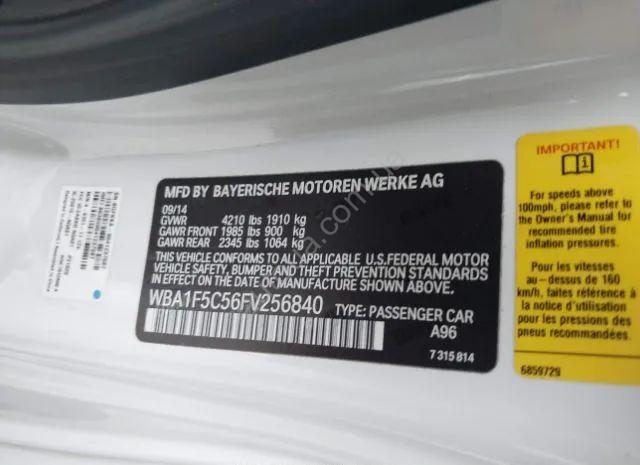 MFD BY BAYERISCHE MOTOREN WERKE AG
09/14
GVWR 4210 lbs 1910 kg
GAWR FRONT 1985 lbs 900 kg
GAWR REAR 2345 lbs 1064 kg
THIS VEHICLE CONFORMS TO ALL APPLICABLE U.S.FEDERAL MOTOR
VEHICLE SAFETY, BUMPER, AND THEFT PREVENTION STANDARDS
IN EFFECT ON THE DATE OF MANUFACTURE SHOWN ABOVE.
WBA1F5C56FV256840 TYPE: PASSENGER CAR
A96
7 315 814
IMPORTANT!
For speeds above
100mph, please refer to
the Owner's Manual for
recommended tire
inflation pressures.
Pour les vitesses
au-dessus de 160
km/h, faites référence à
la notice d'utilisation
pour les pressions des
pneus recommandées.
6859729